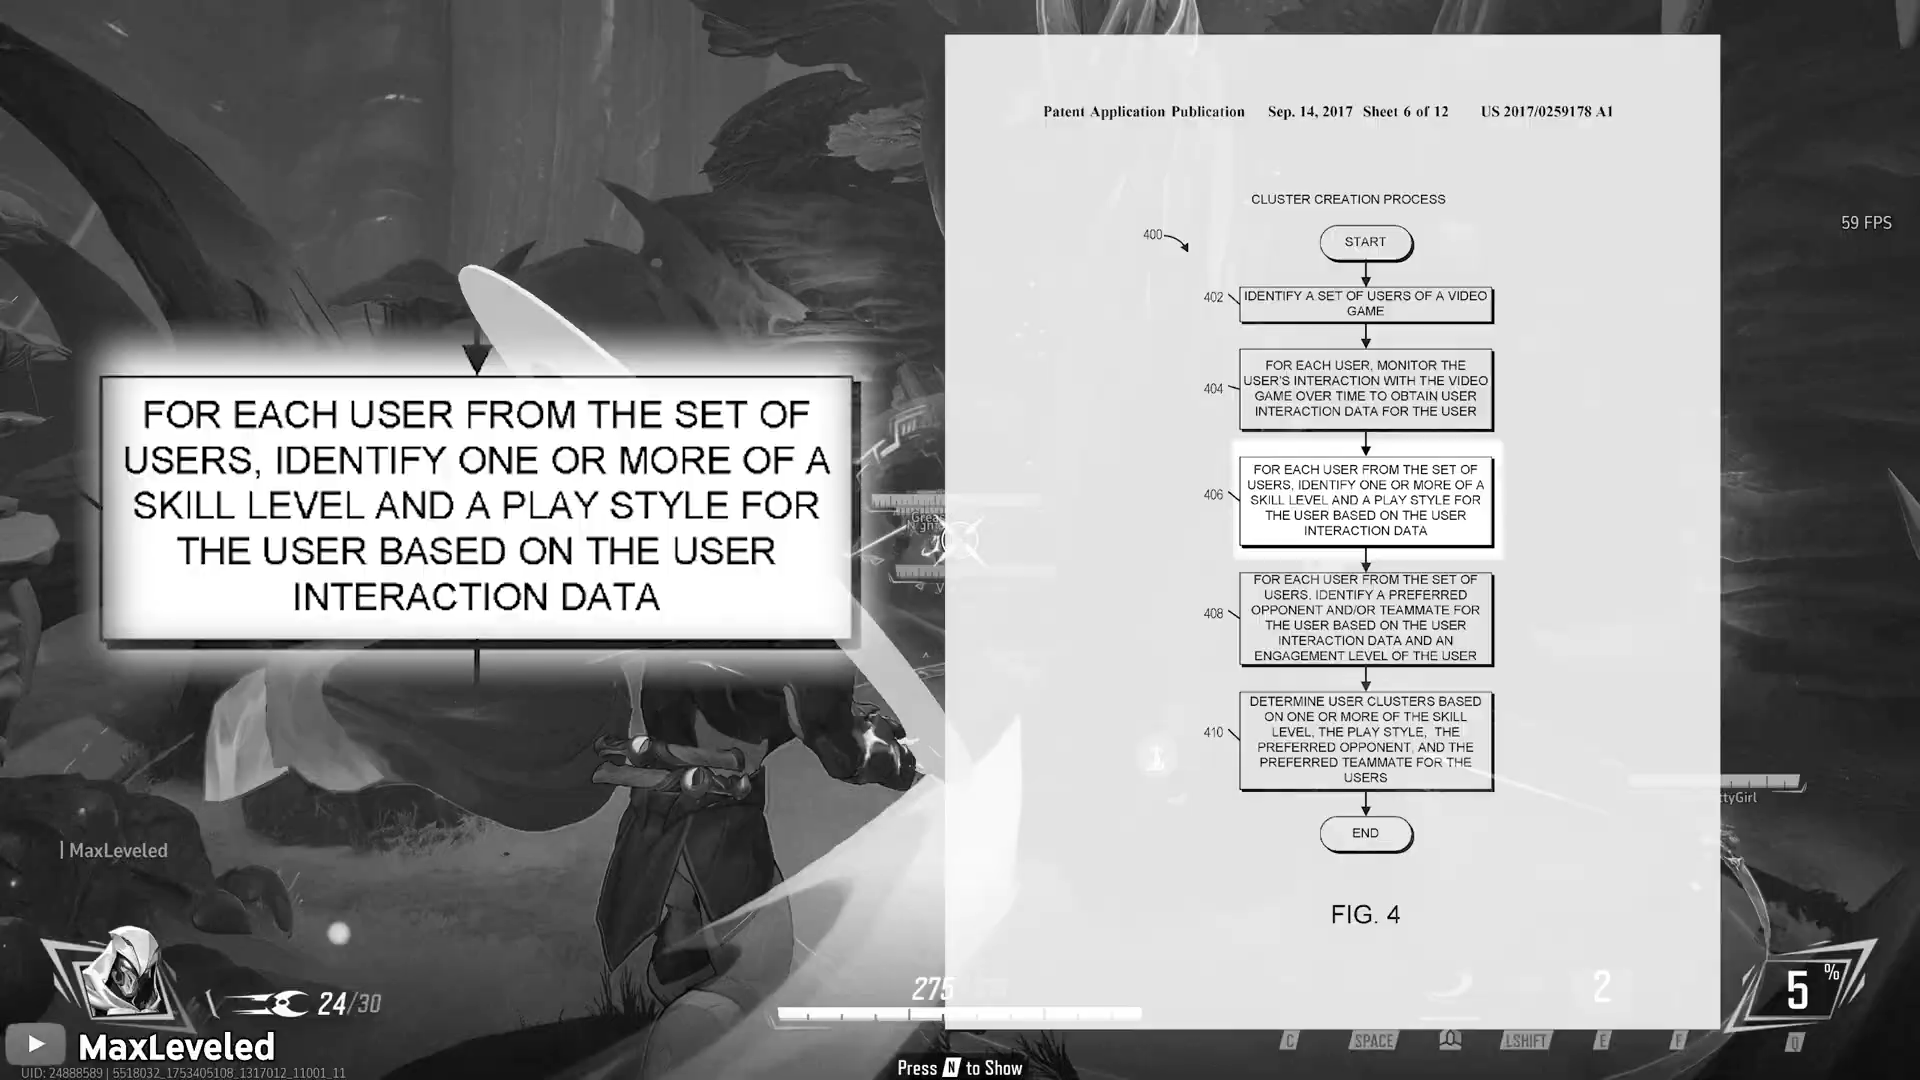 Patent Application Publication Sep. 14, 2017 Sheet 6 of 12 US 2017/0259178 A1
CLUSTER CREATION PROCESS
400
START
402
IDENTIFY A SET OF USERS OF A VIDEO
GAME
404
FOR EACH USER, MONITOR THE
USER'S INTERACTION WITH THE VIDEO
GAME OVER TIME TO OBTAIN USER
INTERACTION DATA FOR THE USER
406
FOR EACH USER FROM THE SET OF
USERS, IDENTIFY ONE OR MORE OF A
SKILL LEVEL AND A PLAY STYLE FOR
THE USER BASED ON THE USER
INTERACTION DATA
408
FOR EACH USER FROM THE SET OF
USERS. IDENTIFY A PREFERRED
OPPONENT AND/OR TEAMMATE FOR
THE USER BASED ON THE USER
INTERACTION DATA AND AN
ENGAGEMENT LEVEL OF THE USER
410
DETERMINE USER CLUSTERS BASED
ON ONE OR MORE OF THE SKILL
LEVEL, THE PLAY STYLE, THE
PREFERRED OPPONENT, AND THE
PREFERRED TEAMMATE FOR THE
USERS
END
FIG. 4
FOR EACH USER FROM THE SET OF
USERS, IDENTIFY ONE OR MORE OF A
SKILL LEVEL AND A PLAY STYLE FOR
THE USER BASED ON THE USER
INTERACTION DATA
59 FPS
ttyGirl
| MaxLeveled
24/30
275
2
5%
C
SPACE
LSHIFT
E
F
Q
MaxLeveled
UID: 24888589 | 5518032_1753405108_1317012_11001_11
Press N to Show